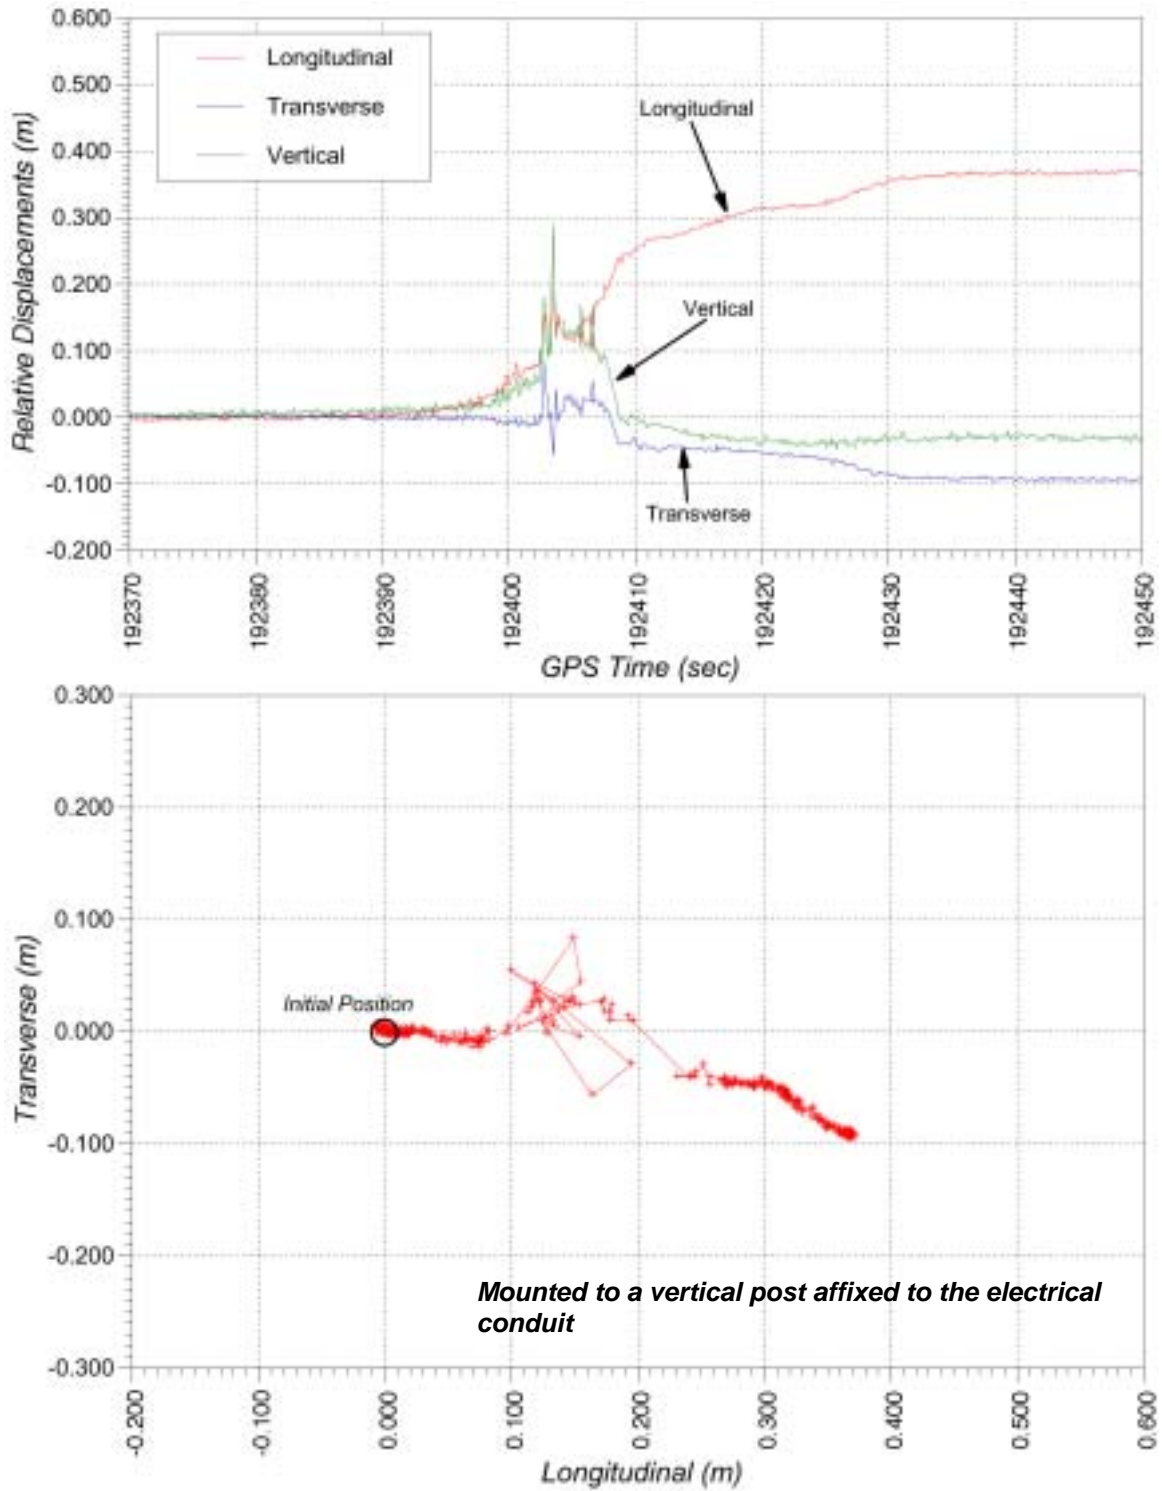 0.600
0.500
0.400
0.300
0.200
0.100
0.000
-0.100
-0.200
Relative Displacements (m)
Longitudinal
Transverse
Vertical
Longitudinal
Vertical
Transverse
192370
192380
192390
192400
192410
192420
192430
192440
192450
GPS Time (sec)
0.300
0.200
0.100
0.000
-0.100
-0.200
-0.300
Transverse (m)
Initial Position
Mounted to a vertical post affixed to the electrical
conduit
-0.200
-0.100
0.000
0.100
0.200
0.300
0.400
0.500
0.600
Longitudinal (m)